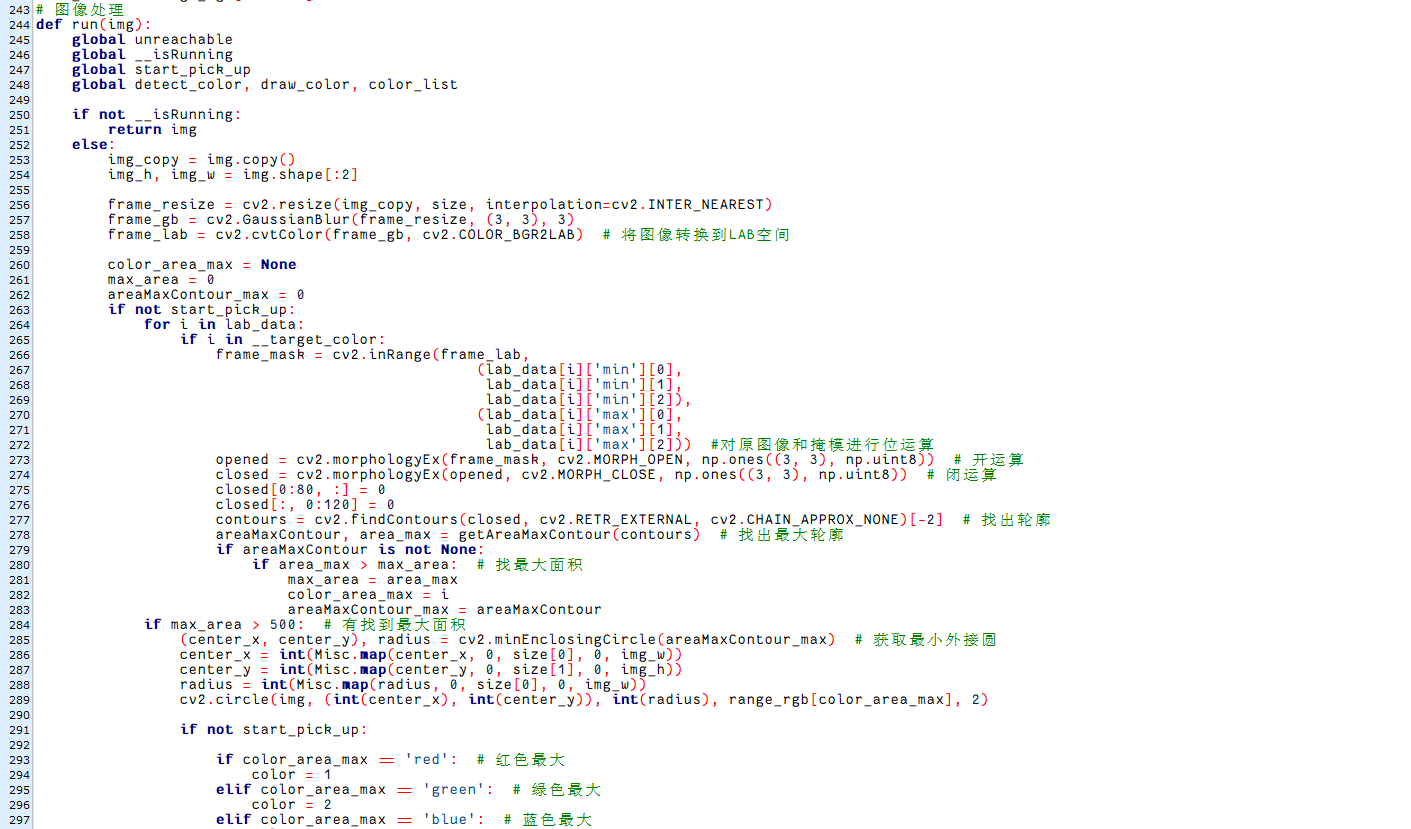 243 # 图像处理
244 def run(img):
245     global unreachable
246     global __isRunning
247     global start_pick_up
248     global detect_color, draw_color, color_list
249
250     if not __isRunning:
251         return img
252     else:
253         img_copy = img.copy()
254         img_h, img_w = img.shape[:2]
255
256         frame_resize = cv2.resize(img_copy, size, interpolation=cv2.INTER_NEAREST)
257         frame_gb = cv2.GaussianBlur(frame_resize, (3, 3), 3)
258         frame_lab = cv2.cvtColor(frame_gb, cv2.COLOR_BGR2LAB)  # 将图像转换到LAB空间
259
260         color_area_max = None
261         max_area = 0
262         areaMaxContour_max = 0
263         if not start_pick_up:
264             for i in lab_data:
265                 if i in __target_color:
266                     frame_mask = cv2.inRange(frame_lab,
267                                                  (lab_data[i]['min'][0],
268                                                   lab_data[i]['min'][1],
269                                                   lab_data[i]['min'][2]),
270                                                  (lab_data[i]['max'][0],
271                                                   lab_data[i]['max'][1],
272                                                   lab_data[i]['max'][2]))  #对原图像和掩模进行位运算
273                     opened = cv2.morphologyEx(frame_mask, cv2.MORPH_OPEN, np.ones((3, 3), np.uint8))  # 开运算
274                     closed = cv2.morphologyEx(opened, cv2.MORPH_CLOSE, np.ones((3, 3), np.uint8))  # 闭运算
275                     closed[0:80, :] = 0
276                     closed[:, 0:120] = 0
277                     contours = cv2.findContours(closed, cv2.RETR_EXTERNAL, cv2.CHAIN_APPROX_NONE)[-2]  # 找出轮廓
278                     areaMaxContour, area_max = getAreaMaxContour(contours)  # 找出最大轮廓
279                     if areaMaxContour is not None:
280                         if area_max > max_area:  # 找最大面积
281                             max_area = area_max
282                             color_area_max = i
283                             areaMaxContour_max = areaMaxContour
284             if max_area > 500:  # 有找到最大面积
285                 (center_x, center_y), radius = cv2.minEnclosingCircle(areaMaxContour_max)  # 获取最小外接圆
286                 center_x = int(Misc.map(center_x, 0, size[0], 0, img_w))
287                 center_y = int(Misc.map(center_y, 0, size[1], 0, img_h))
288                 radius = int(Misc.map(radius, 0, size[0], 0, img_w))
289                 cv2.circle(img, (int(center_x), int(center_y)), int(radius), range_rgb[color_area_max], 2)
290
291                 if not start_pick_up:
292
293                     if color_area_max == 'red':  # 红色最大
294                         color = 1
295                     elif color_area_max == 'green':  # 绿色最大
296                         color = 2
297                     elif color_area_max == 'blue':  # 蓝色最大